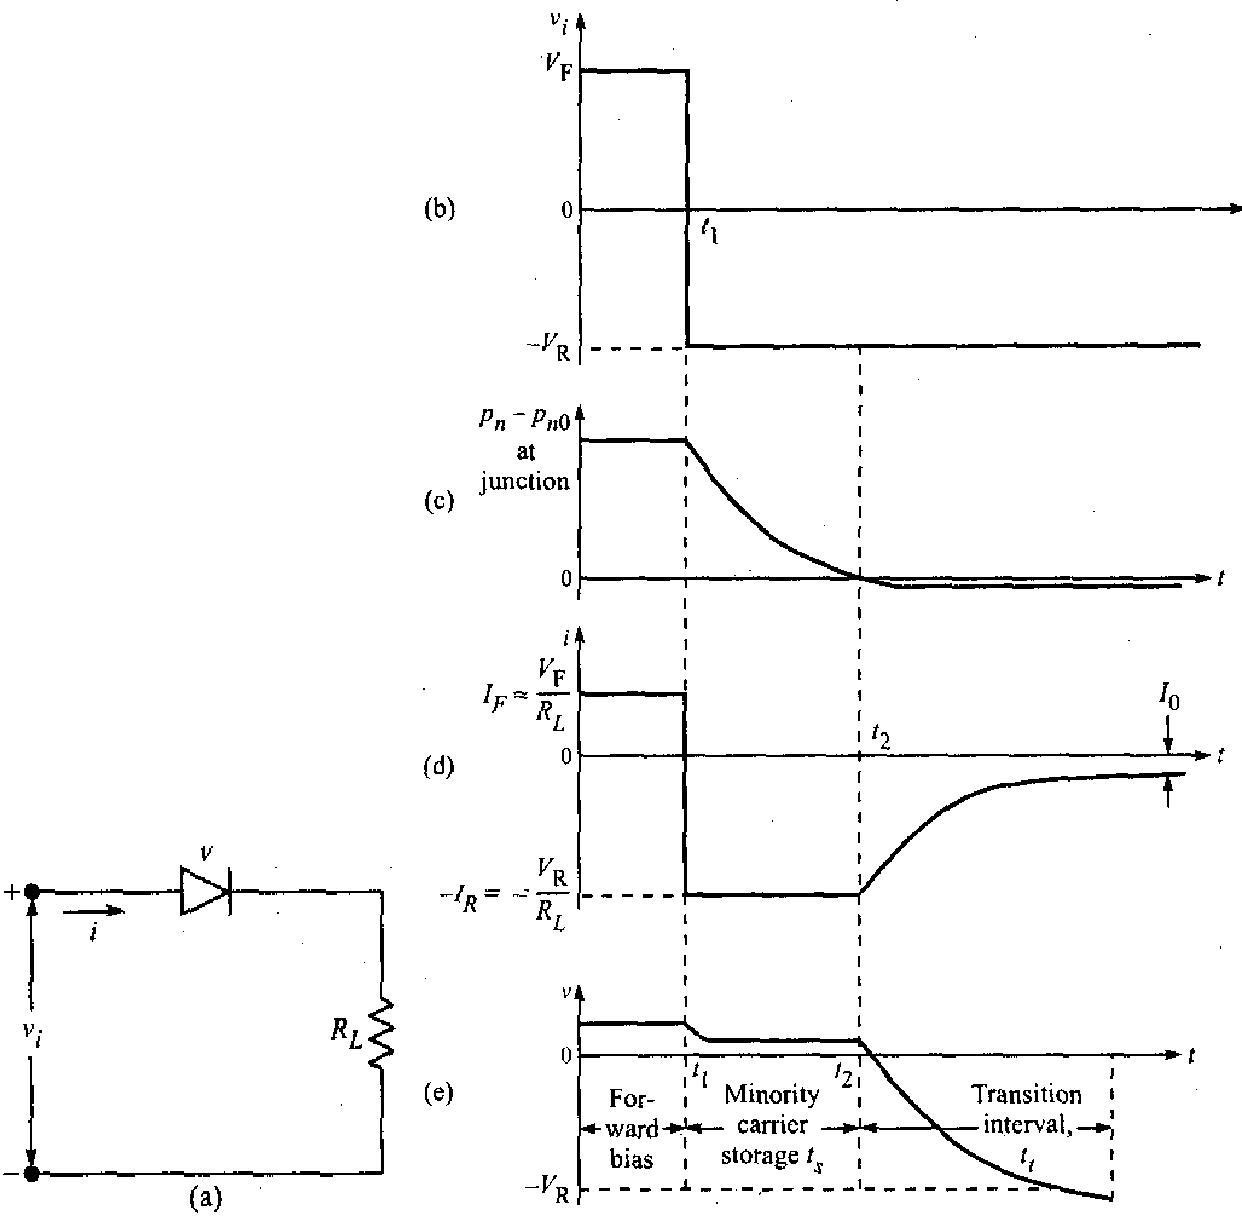 v_i
V_F
(b)
0
t_1
–V_R
p_n – p_n0
at
junction
(c)
0
t
i
I_F ≈ V_F / R_L
I_0
0
t_2
t
(d)
–I_R = – V_R / R_L
v
0
t_1
t_2
t
(e)
For-
ward
bias
Minority
carrier
storage t_s
Transition
interval,
t_t
–V_R
v
+
i
v_i
R_L
–
(a)